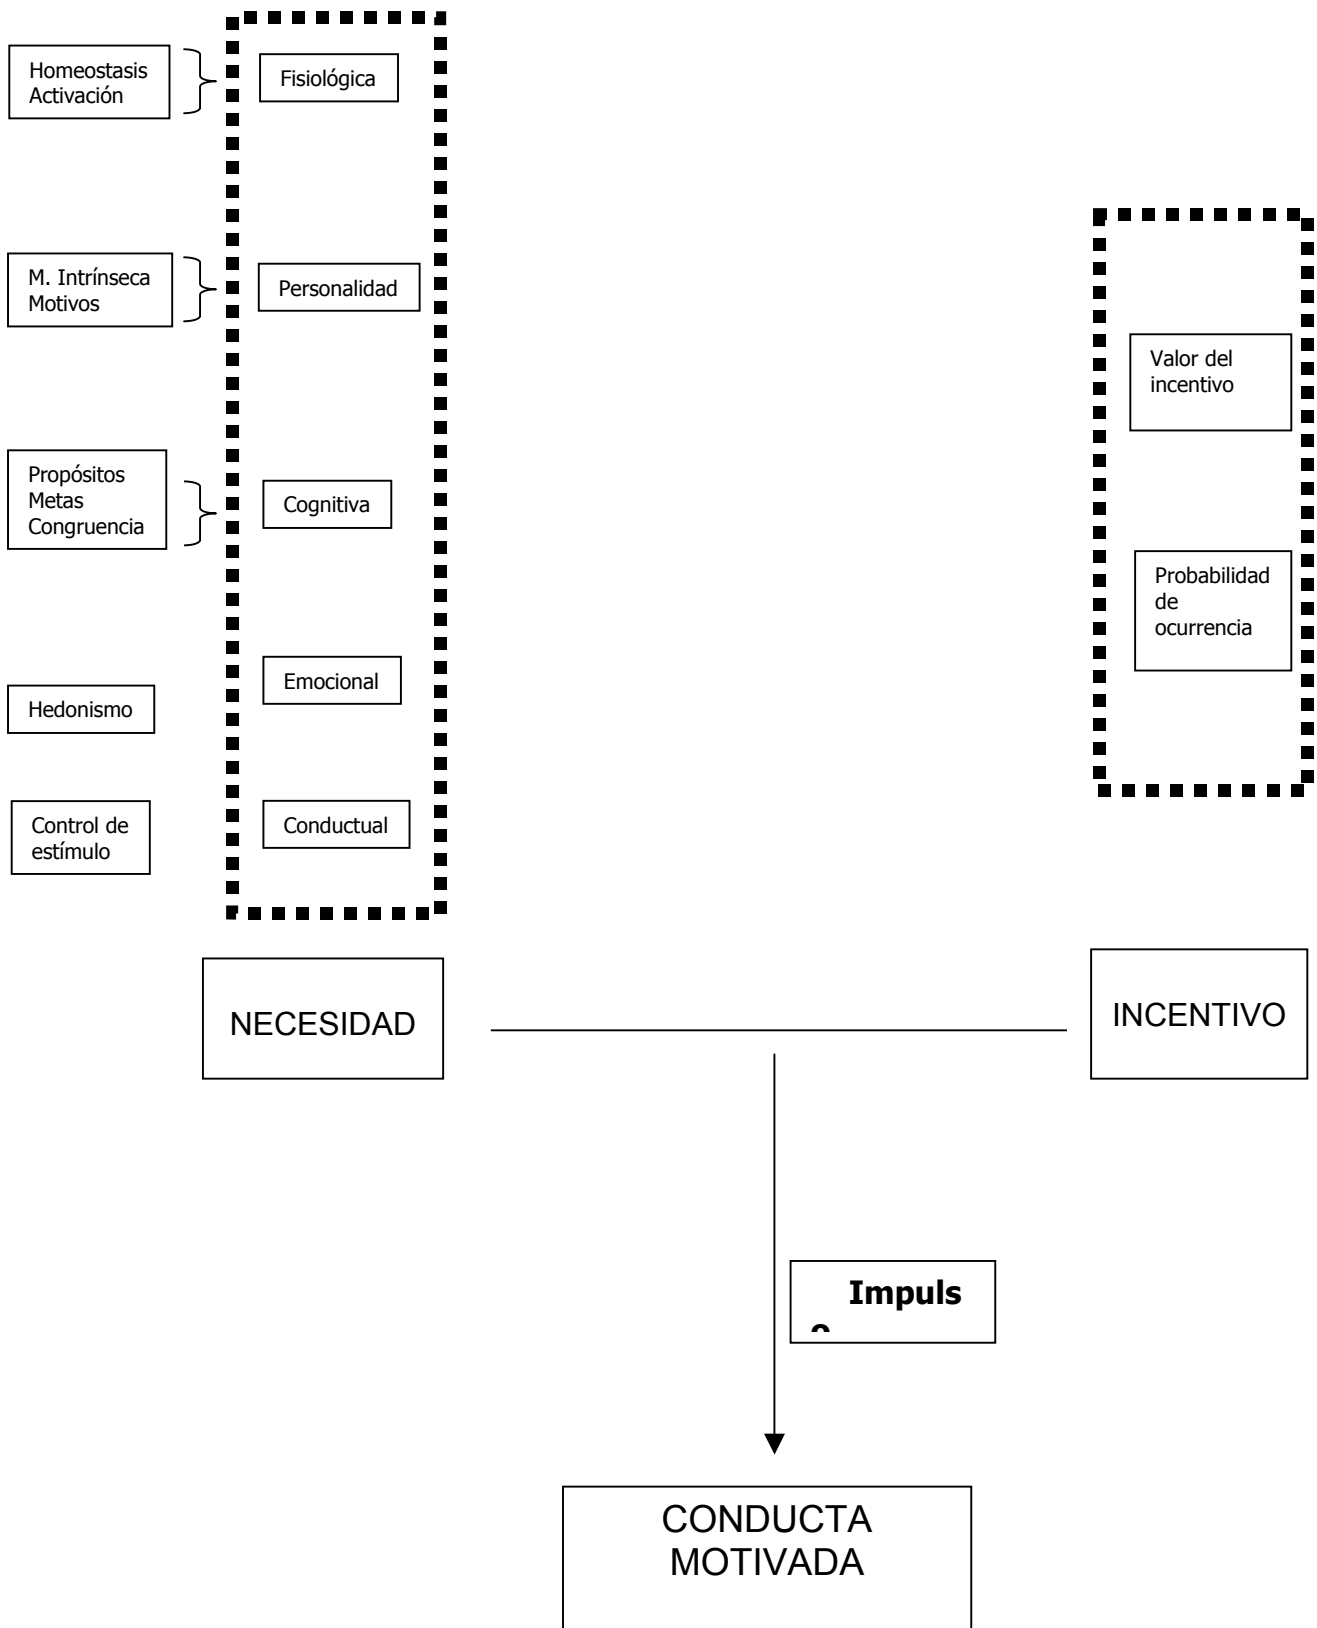 Homeostasis
Activación
Fisiológica
M. Intrínseca
Motivos
Personalidad
Valor del
incentivo
Propósitos
Metas
Congruencia
Cognitiva
Probabilidad
de
ocurrencia
Emocional
Hedonismo
Control de
estímulo
Conductual
NECESIDAD
INCENTIVO
Impuls
o
CONDUCTA
MOTIVADA